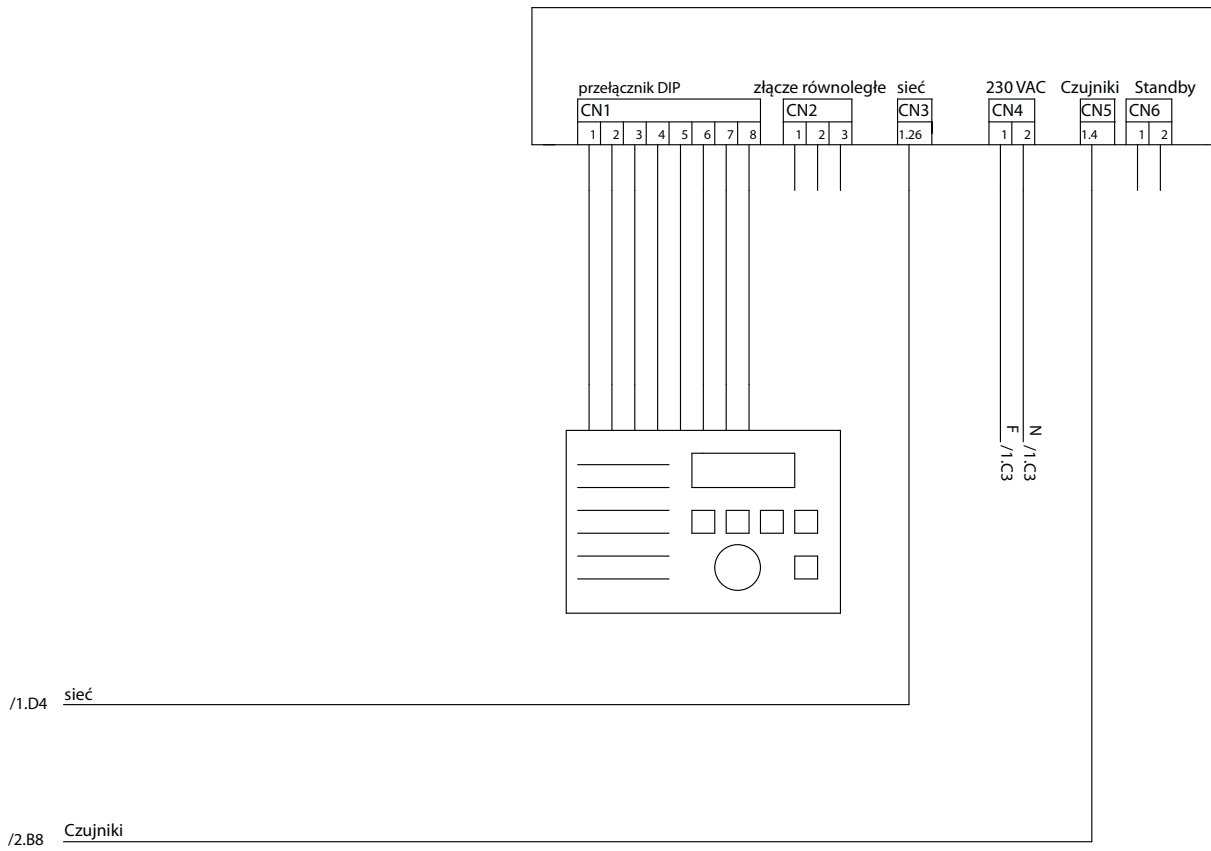 przełącznik DIP złącze równoległe sieć 230 VAC Czujniki Standby
CN1 CN2 CN3 CN4 CN5 CN6
1 2 3 4 5 6 7 8 1 2 3 1.26 1 2 1.4 1 2
N /1.C3
F /1.C3
/1.D4 sieć
/2.B8 Czujniki